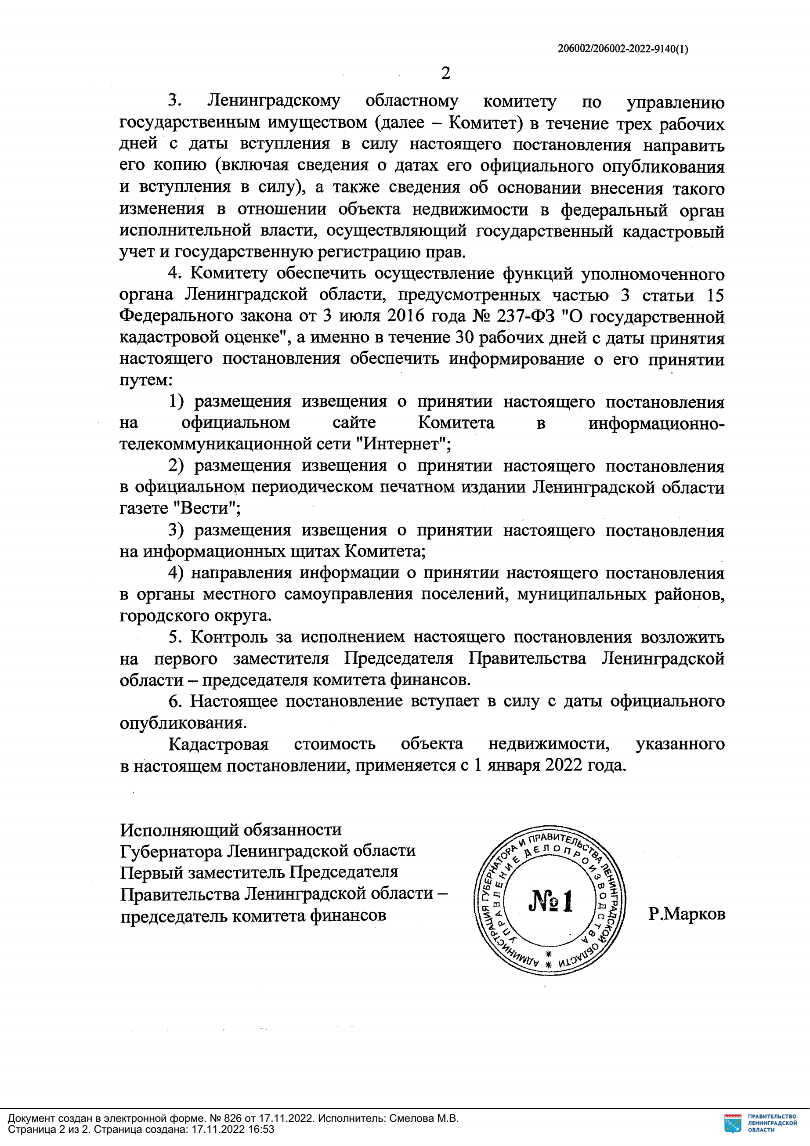 206002/206002-2022-9140(1)
2
3. Ленинградскому областному комитету по управлению
государственным имуществом (далее – Комитет) в течение трех рабочих
дней с даты вступления в силу настоящего постановления направить
его копию (включая сведения о датах его официального опубликования
и вступления в силу), а также сведения об основании внесения такого
изменения в отношении объекта недвижимости в федеральный орган
исполнительной власти, осуществляющий государственный кадастровый
учет и государственную регистрацию прав.
4. Комитету обеспечить осуществление функций уполномоченного
органа Ленинградской области, предусмотренных частью 3 статьи 15
Федерального закона от 3 июля 2016 года № 237-ФЗ "О государственной
кадастровой оценке", а именно в течение 30 рабочих дней с даты принятия
настоящего постановления обеспечить информирование о его принятии
путем:
1) размещения извещения о принятии настоящего постановления
на официальном сайте Комитета в информационно-
телекоммуникационной сети "Интернет";
2) размещения извещения о принятии настоящего постановления
в официальном периодическом печатном издании Ленинградской области
газете "Вести";
3) размещения извещения о принятии настоящего постановления
на информационных щитах Комитета;
4) направления информации о принятии настоящего постановления
в органы местного самоуправления поселений, муниципальных районов,
городского округа.
5. Контроль за исполнением настоящего постановления возложить
на первого заместителя Председателя Правительства Ленинградской
области – председателя комитета финансов.
6. Настоящее постановление вступает в силу с даты официального
опубликования.
Кадастровая стоимость объекта недвижимости, указанного
в настоящем постановлении, применяется с 1 января 2022 года.
Исполняющий обязанности
Губернатора Ленинградской области
Первый заместитель Председателя
Правительства Ленинградской области –
председатель комитета финансов
АДМИНИСТРАЦИЯ ГУБЕРНАТОРА И ПРАВИТЕЛЬСТВА ЛЕНИНГРАДСКОЙ ОБЛАСТИ *
УПРАВЛЕНИЕ ДЕЛОПРОИЗВОДСТВА *
№1
Р.Марков
Документ создан в электронной форме. № 826 от 17.11.2022. Исполнитель: Смелова М.В.
Страница 2 из 2. Страница создана: 17.11.2022 16:53
ПРАВИТЕЛЬСТВО
ЛЕНИНГРАДСКОЙ
ОБЛАСТИ